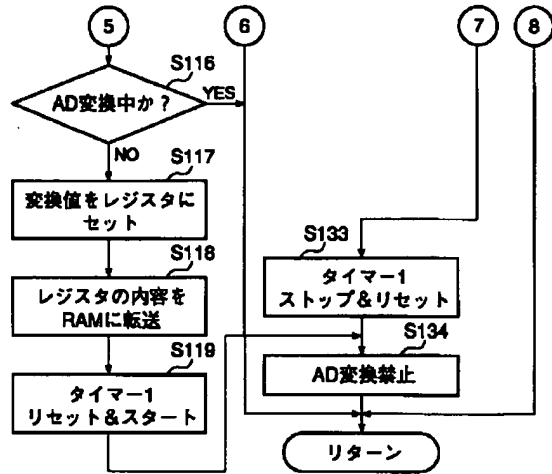 5
6
7
8
S116
AD変換中か？
YES
NO
S117
変換値をレジスタに
セット
S118
レジスタの内容を
RAMに転送
S119
タイマー1
リセット&スタート
S133
タイマー1
ストップ&リセット
S134
AD変換禁止
リターン